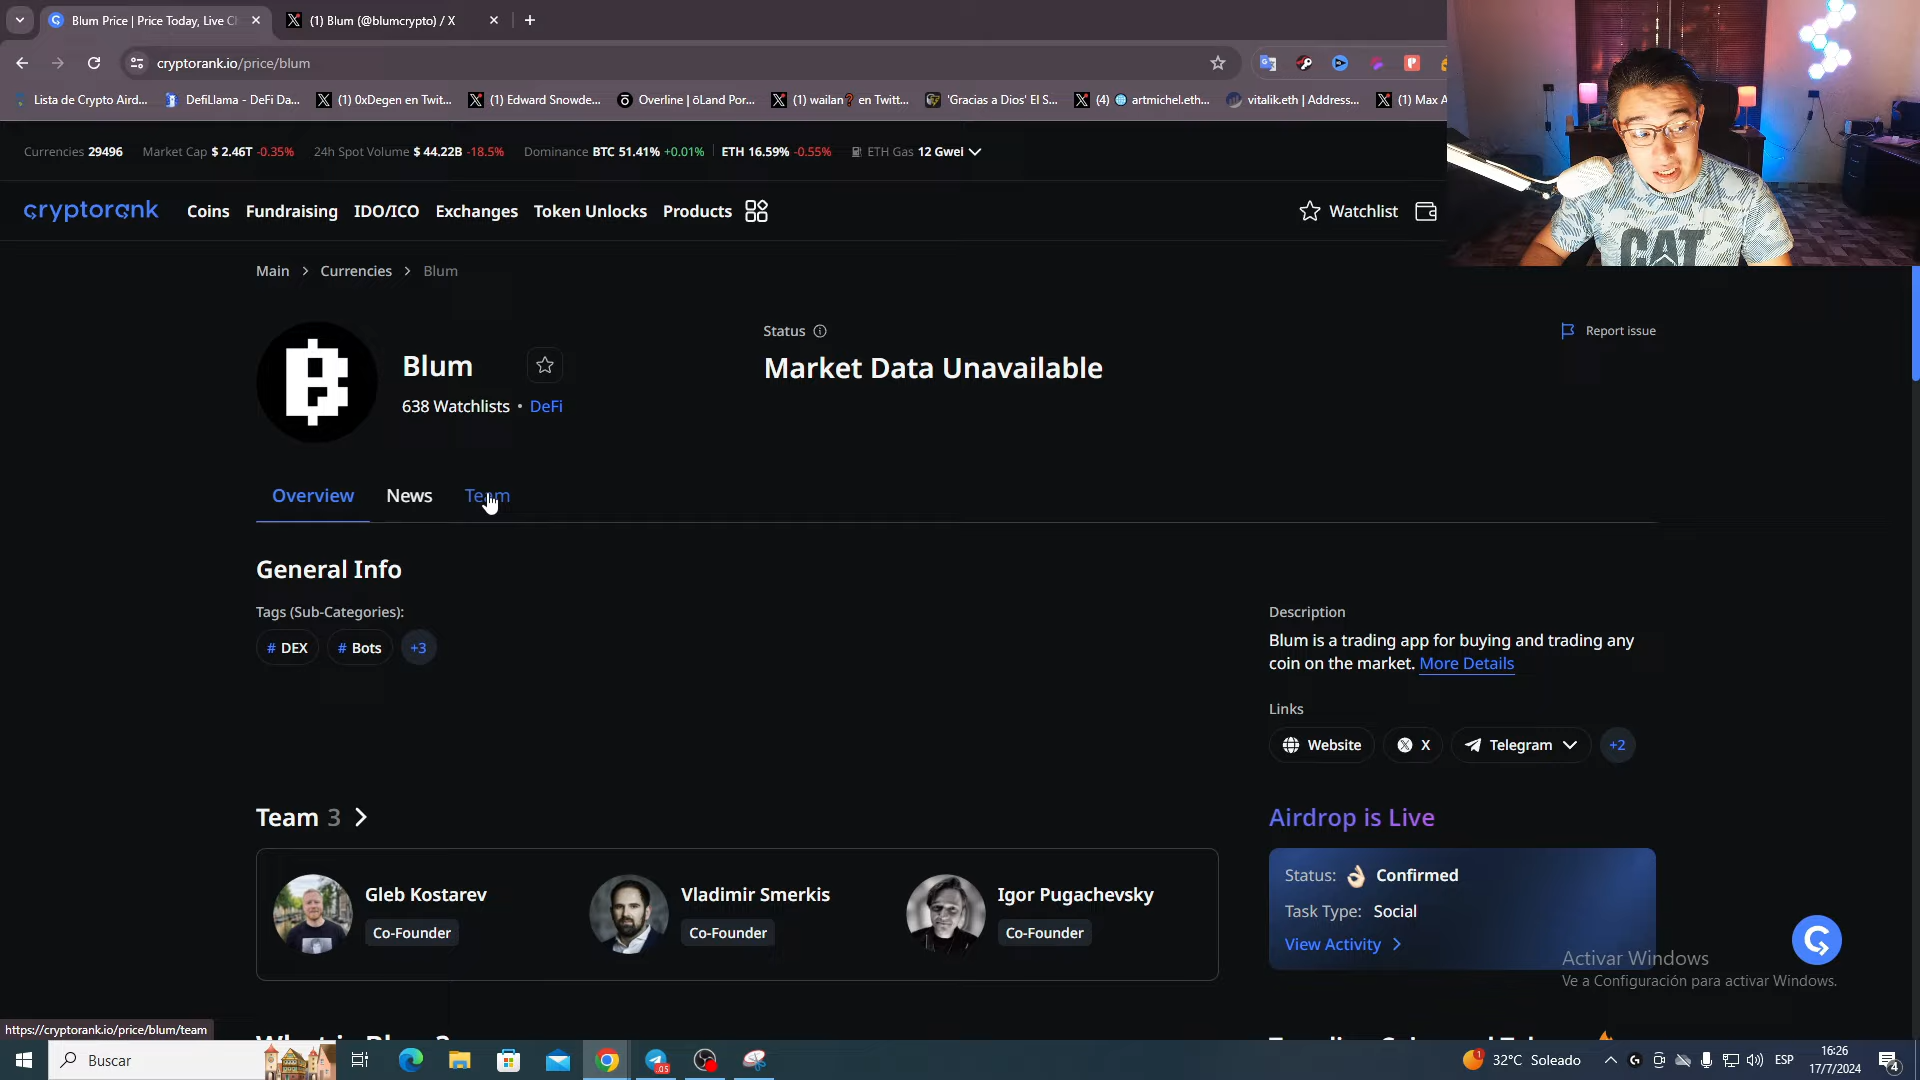 Blum Price | Price Today, Live Ch
(1) Blum (@blumcrypto) / X
cryptorank.io/price/blum
Lista de Crypto Aird...
DefiLlama - DeFi Da...
(1) 0xDegen en Twit...
(1) Edward Snowde...
Overline | ōLand Por...
(1) wailan❓ en Twitt...
'Gracias a Dios' El S...
(4) 🌐 artmichel.eth...
vitalik.eth | Address...
(1) Max A
Currencies 29496
Market Cap $ 2.46T -0.35%
24h Spot Volume $ 44.22B -18.5%
Dominance BTC 51.41% +0.01%
ETH 16.59% -0.55%
ETH Gas 12 Gwei
cryptorank
Coins
Fundraising
IDO/ICO
Exchanges
Token Unlocks
Products
Watchlist
Main > Currencies > Blum
Blum
638 Watchlists • DeFi
Status
Market Data Unavailable
Report issue
Overview
News
Team
General Info
Tags (Sub-Categories):
# DEX
# Bots
+3
Description
Blum is a trading app for buying and trading any
coin on the market. More Details
Links
Website
X
Telegram
+2
Team 3 >
Gleb Kostarev
Co-Founder
Vladimir Smerkis
Co-Founder
Igor Pugachevsky
Co-Founder
Airdrop is Live
Status: 👌🏻 Confirmed
Task Type: Social
View Activity >
CAT
Activar Windows
Ve a Configuración para activar Windows.
https://cryptorank.io/price/blum/team
What is Blum?
Buscar
32°C Soleado
ESP
16:26
17/7/2024
4